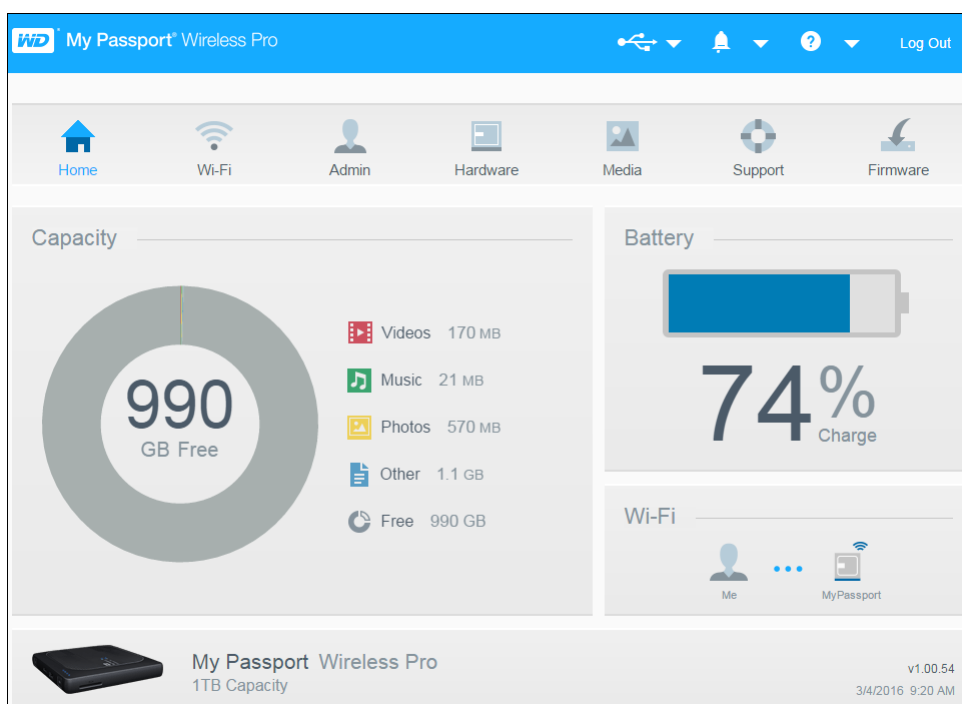 WD My Passport® Wireless Pro
Log Out
Home
Wi-Fi
Admin
Hardware
Media
Support
Firmware
Capacity
990
GB Free
Videos 170 MB
Music 21 MB
Photos 570 MB
Other 1.1 GB
Free 990 GB
Battery
74%
Charge
Wi-Fi
Me
MyPassport
My Passport Wireless Pro
1TB Capacity
v1.00.54
3/4/2016 9:20 AM